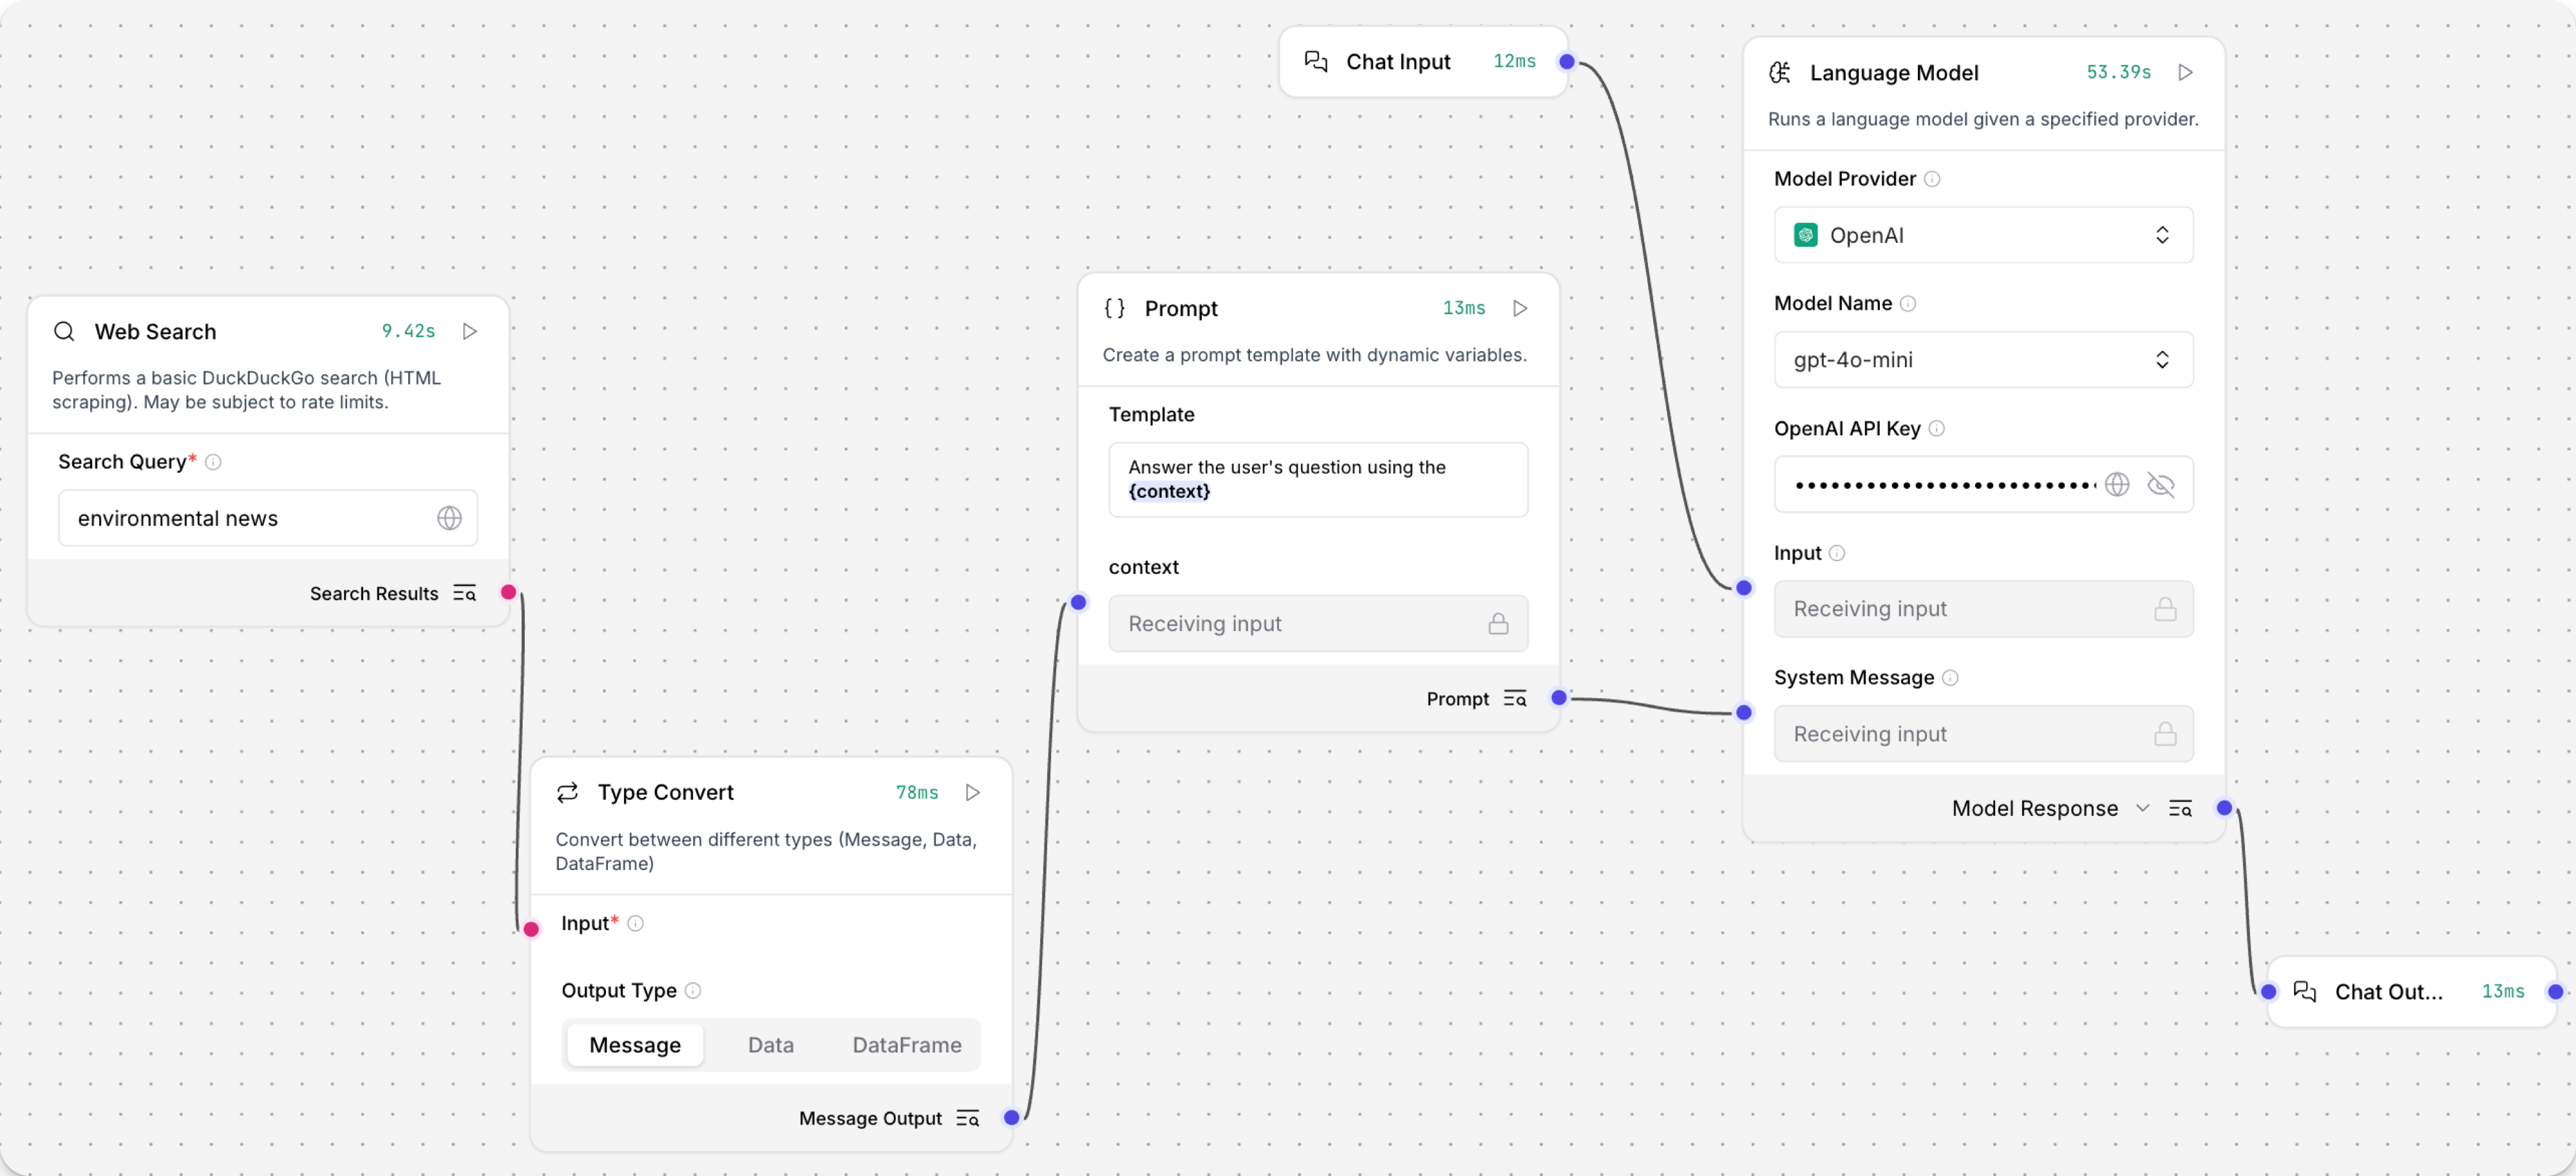 Chat Input 12ms
Language Model 53.39s
Runs a language model given a specified provider.
Model Provider
OpenAI
Model Name
gpt-4o-mini
OpenAI API Key
Input
Receiving input
System Message
Receiving input
Model Response
Web Search 9.42s
Performs a basic DuckDuckGo search (HTML
scraping). May be subject to rate limits.
Search Query*
environmental news
Search Results
Prompt 13ms
Create a prompt template with dynamic variables.
Template
Answer the user's question using the
{context}
context
Receiving input
Prompt
Type Convert 78ms
Convert between different types (Message, Data,
DataFrame)
Input*
Output Type
Message Data DataFrame
Message Output
Chat Out... 13ms